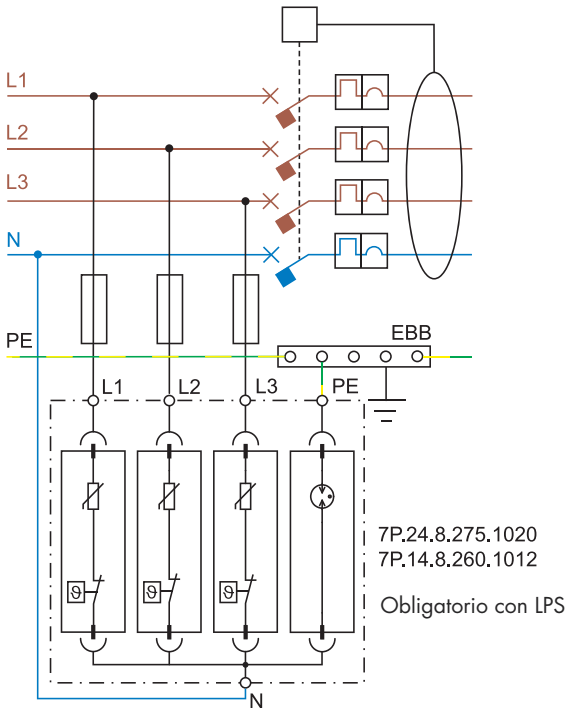 L1
L2
L3
N
PE
EBB
L1
L2
L3
PE
ϑ
ϑ
ϑ
7P.24.8.275.1020
7P.14.8.260.1012
Obligatorio con LPS
N